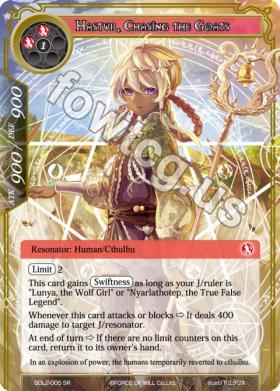 Hastur, Chasing the Goats
1
ATK 900 / DEF 900
fowtcg.us
Resonator: Human/Cthulhu
Limit 2
This card gains Swiftness as long as your J/ruler is
"Lunya, the Wolf Girl" or "Nyarlathotep, the True False
Legend".
Whenever this card attacks or blocks ⇒ It deals 400
damage to target J/resonator.
At end of turn ⇒ If there are no limit counters on this
card, return it to its owner's hand.
In an explosion of power, the humans temporarily reverted to cthulhu.
SDL2-005 SR
©FORCE OF WILL Co.,Ltd.